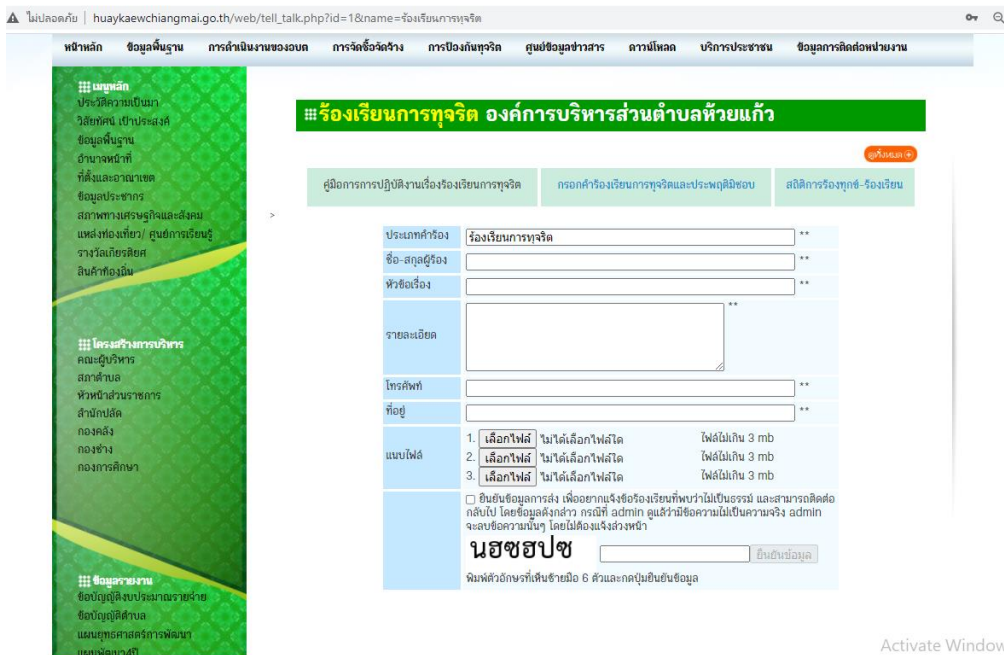 ไม่ปลอดภัย | huaykaewchiangmai.go.th/web/tell_talk.php?id=1&name=ร้องเรียนการทุจริต
หน้าหลัก ข้อมูลพื้นฐาน การดำเนินงานของอบต การจัดซื้อจัดจ้าง การป้องกันทุจริต ศูนย์ข้อมูลข่าวสาร ดาวน์โหลด บริการประชาชน ข้อมูลการติดต่อหน่วยงาน
เมนูหลัก
ประวัติความเป็นมา
วิสัยทัศน์ เป้าประสงค์
ข้อมูลพื้นฐาน
อำนาจหน้าที่
ที่ตั้งและอาณาเขต
ข้อมูลประชากร
สภาพทางเศรษฐกิจและสังคม
แหล่งท่องเที่ยว/ ศูนย์การเรียนรู้
รางวัลเกียรติยศ
สินค้าท้องถิ่น
โครงสร้างการบริหาร
คณะผู้บริหาร
สภาตำบล
หัวหน้าส่วนราชการ
สำนักปลัด
กองคลัง
กองช่าง
กองการศึกษา
ข้อมูลรายงาน
ข้อบัญญัติงบประมาณรายจ่าย
ข้อบัญญัติตำบล
แผนยุทธศาสตร์การพัฒนา
แผนพัฒนา4ปี
>
ร้องเรียนการทุจริต องค์การบริหารส่วนตำบลห้วยแก้ว
ดูทั้งหมด
คู่มือการการปฏิบัติงานเรื่องร้องเรียนการทุจริต กรอกคำร้องเรียนการทุจริตและประพฤติมิชอบ สถิติการร้องทุกข์-ร้องเรียน
ประเภทคำร้อง ร้องเรียนการทุจริต **
ชื่อ-สกุลผู้ร้อง **
หัวข้อเรื่อง **
รายละเอียด **
โทรศัพท์ **
ที่อยู่ **
แนบไฟล์
1. เลือกไฟล์ ไม่ได้เลือกไฟล์ใด ไฟล์ไม่เกิน 3 mb
2. เลือกไฟล์ ไม่ได้เลือกไฟล์ใด ไฟล์ไม่เกิน 3 mb
3. เลือกไฟล์ ไม่ได้เลือกไฟล์ใด ไฟล์ไม่เกิน 3 mb
ยืนยันข้อมูลการส่ง เพื่ออยากแจ้งข้อร้องเรียนที่พบว่าไม่เป็นธรรม์ และสามารถติดต่อ
กลับไป โดยข้อมูลดังกล่าว กรณีที่ admin ดูแล้วว่ามีข้อความไม่เป็นความจริง admin
จะลบข้อความนั้นๆ โดยไม่ต้องแจ้งล่วงหน้า
นฮซฮปซ ยืนยันข้อมูล
พิมพ์ตัวอักษรที่เห็นซ้ายมือ 6 ตัวและกดปุ่มยืนยันข้อมูล
Activate Window